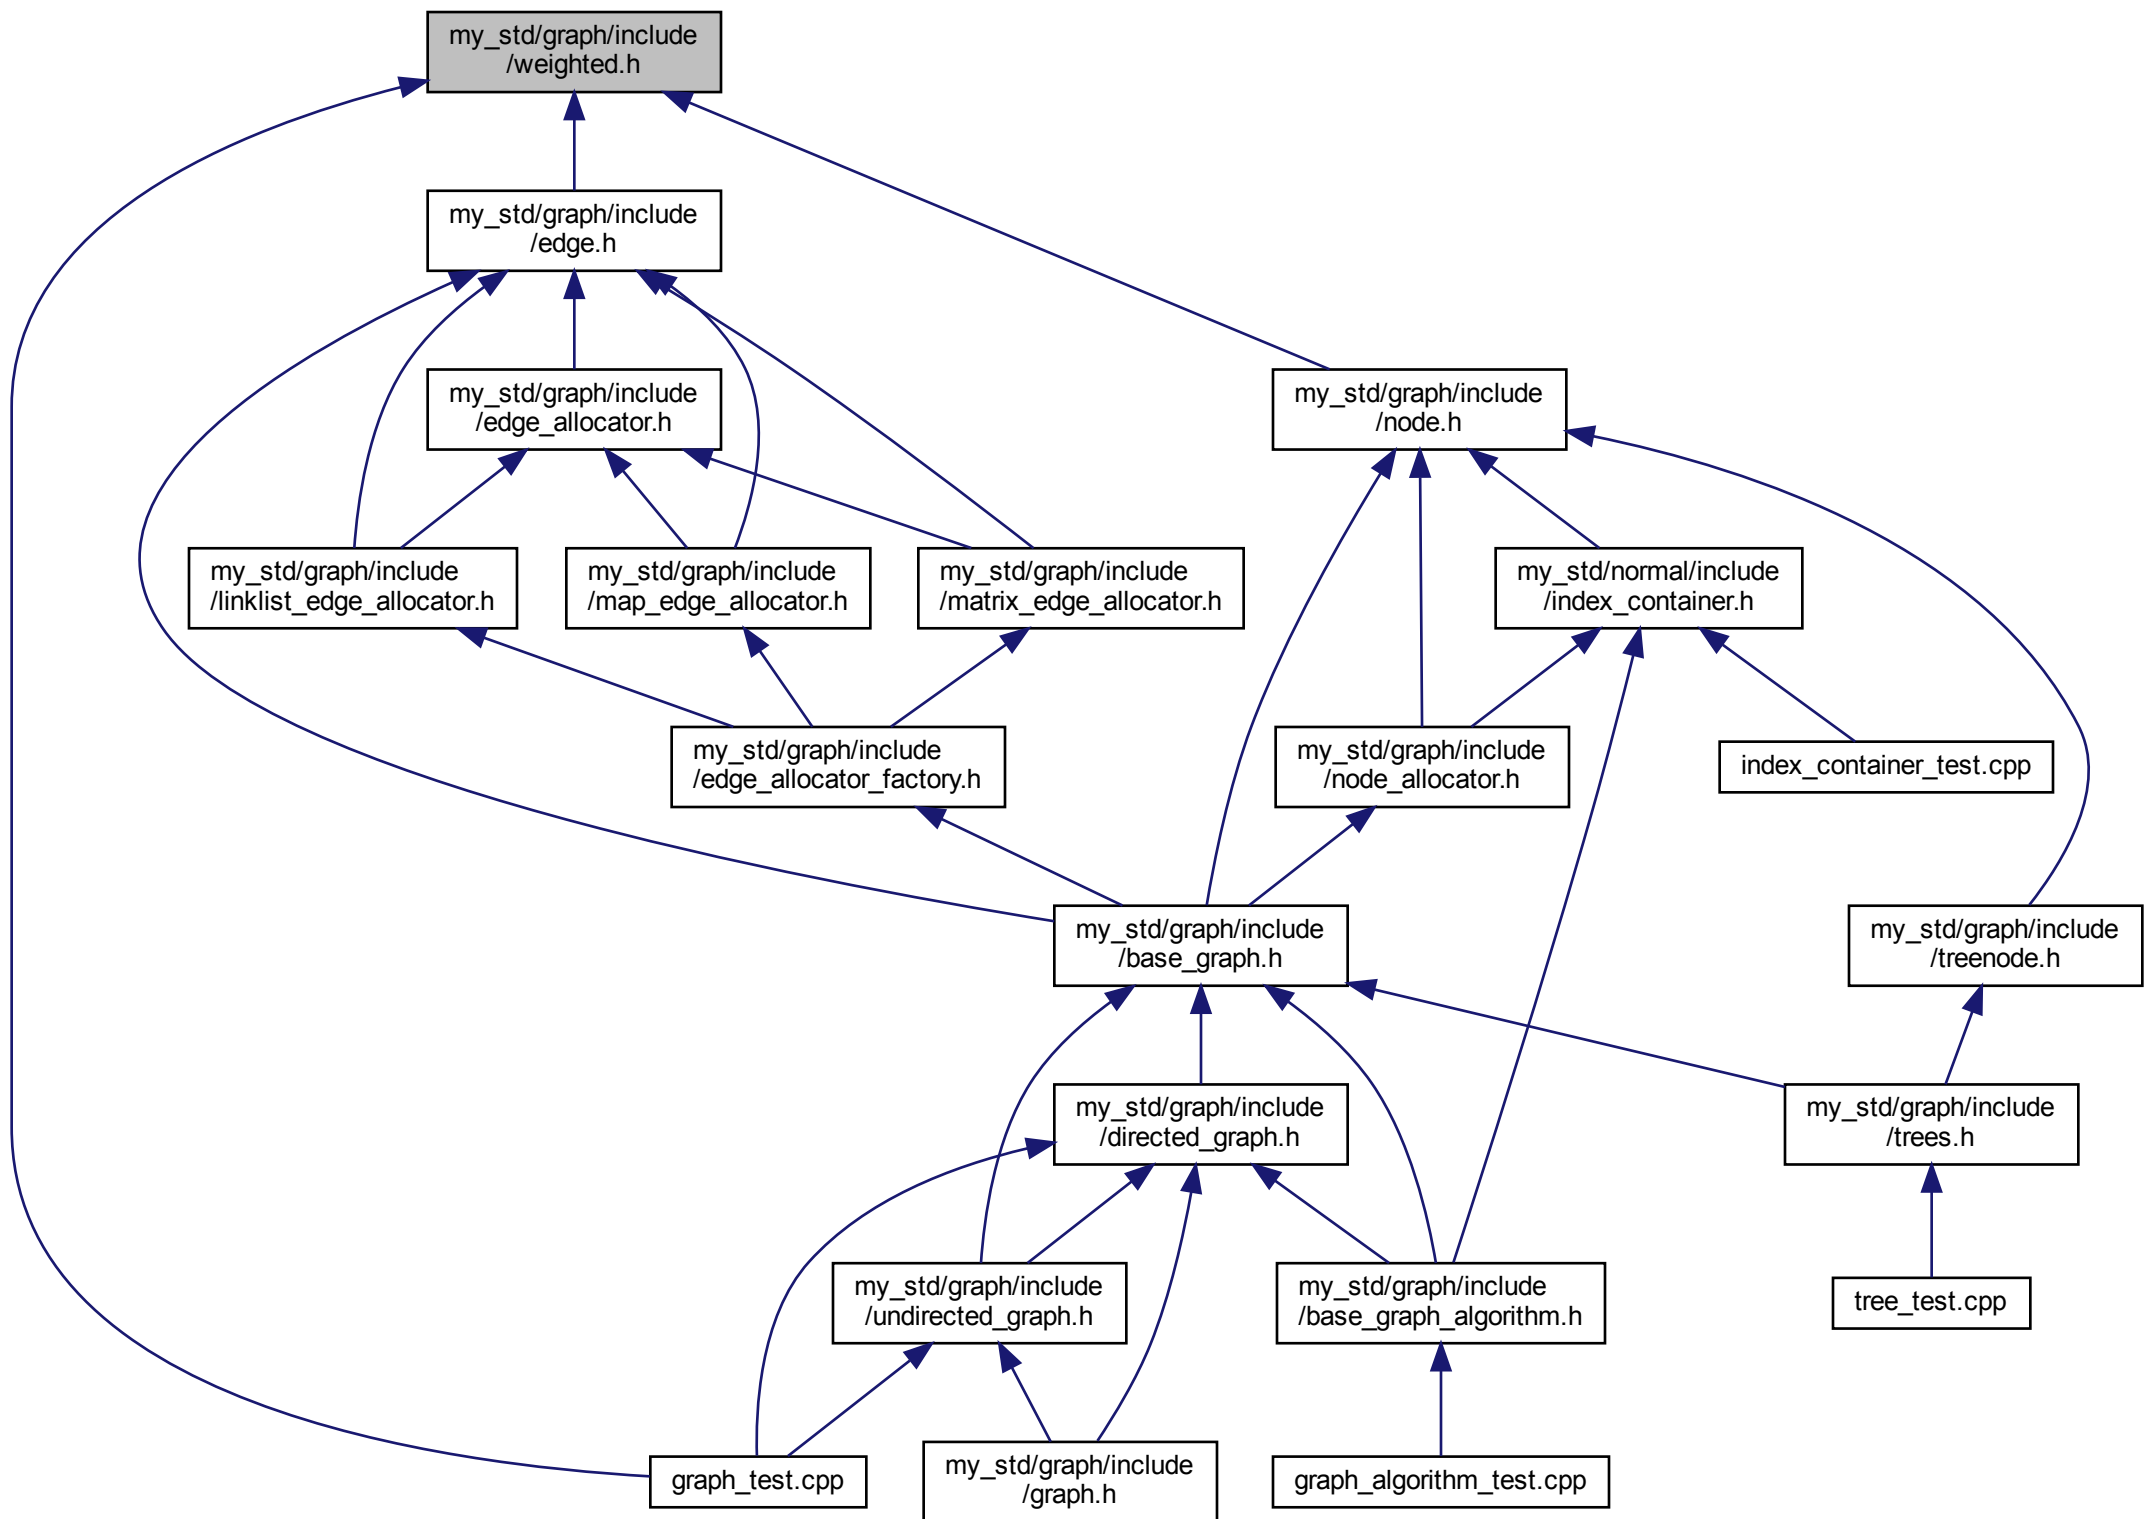 my_std/graph/include
/weighted.h
my_std/graph/include
/edge.h
my_std/graph/include
/edge_allocator.h
my_std/graph/include
/node.h
my_std/graph/include
/linklist_edge_allocator.h
my_std/graph/include
/map_edge_allocator.h
my_std/graph/include
/matrix_edge_allocator.h
my_std/normal/include
/index_container.h
my_std/graph/include
/edge_allocator_factory.h
my_std/graph/include
/node_allocator.h
index_container_test.cpp
my_std/graph/include
/base_graph.h
my_std/graph/include
/treenode.h
my_std/graph/include
/directed_graph.h
my_std/graph/include
/trees.h
my_std/graph/include
/undirected_graph.h
my_std/graph/include
/base_graph_algorithm.h
tree_test.cpp
graph_test.cpp
my_std/graph/include
/graph.h
graph_algorithm_test.cpp